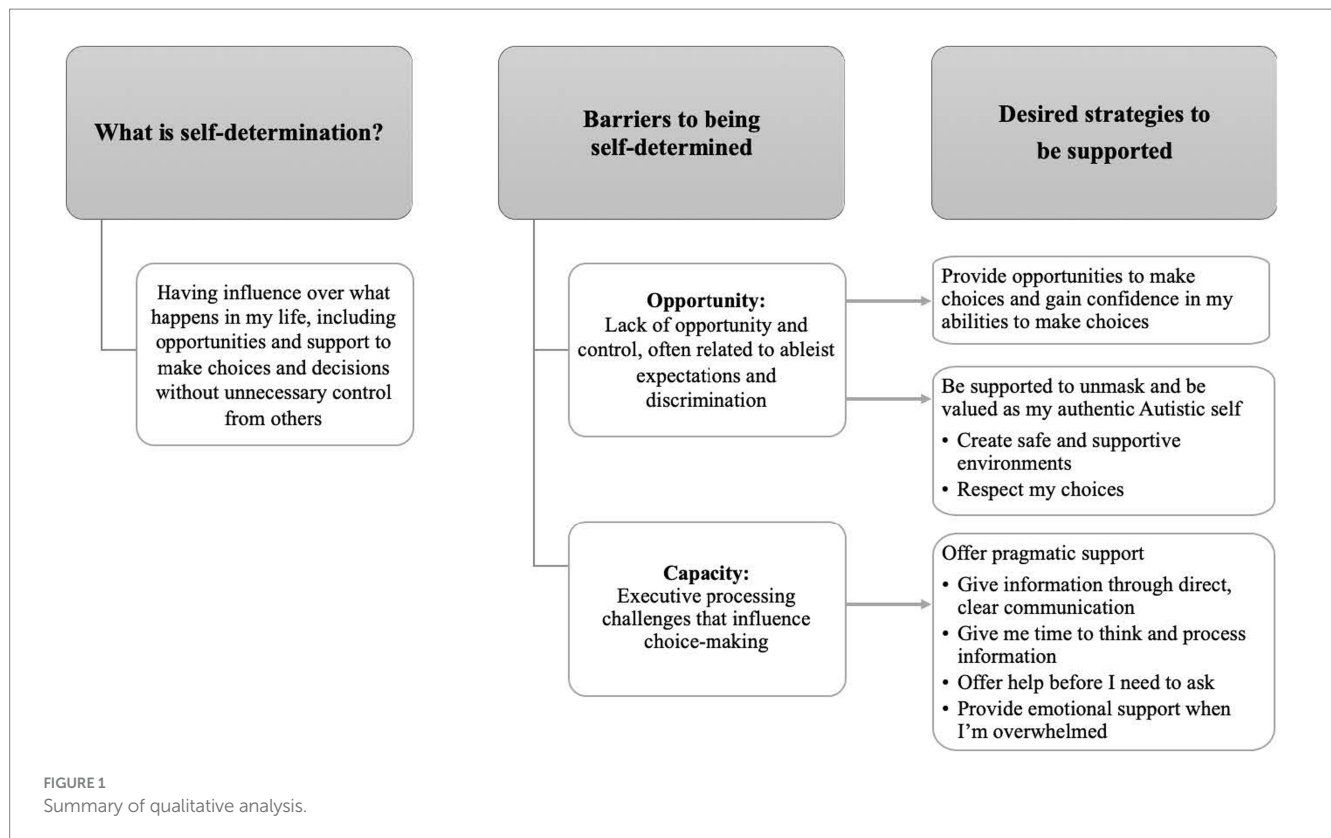 What is self-determination?
Having influence over what
happens in my life, including
opportunities and support to
make choices and decisions
without unnecessary control
from others
Barriers to being
self-determined
Opportunity:
Lack of opportunity and
control, often related to ableist
expectations and
discrimination
Capacity:
Executive processing
challenges that influence
choice-making
Desired strategies to
be supported
Provide opportunities to make
choices and gain confidence in my
abilities to make choices
Be supported to unmask and be
valued as my authentic Autistic self
• Create safe and supportive
environments
• Respect my choices
Offer pragmatic support
• Give information through direct,
clear communication
• Give me time to think and process
information
• Offer help before I need to ask
• Provide emotional support when
I’m overwhelmed
FIGURE 1
Summary of qualitative analysis.